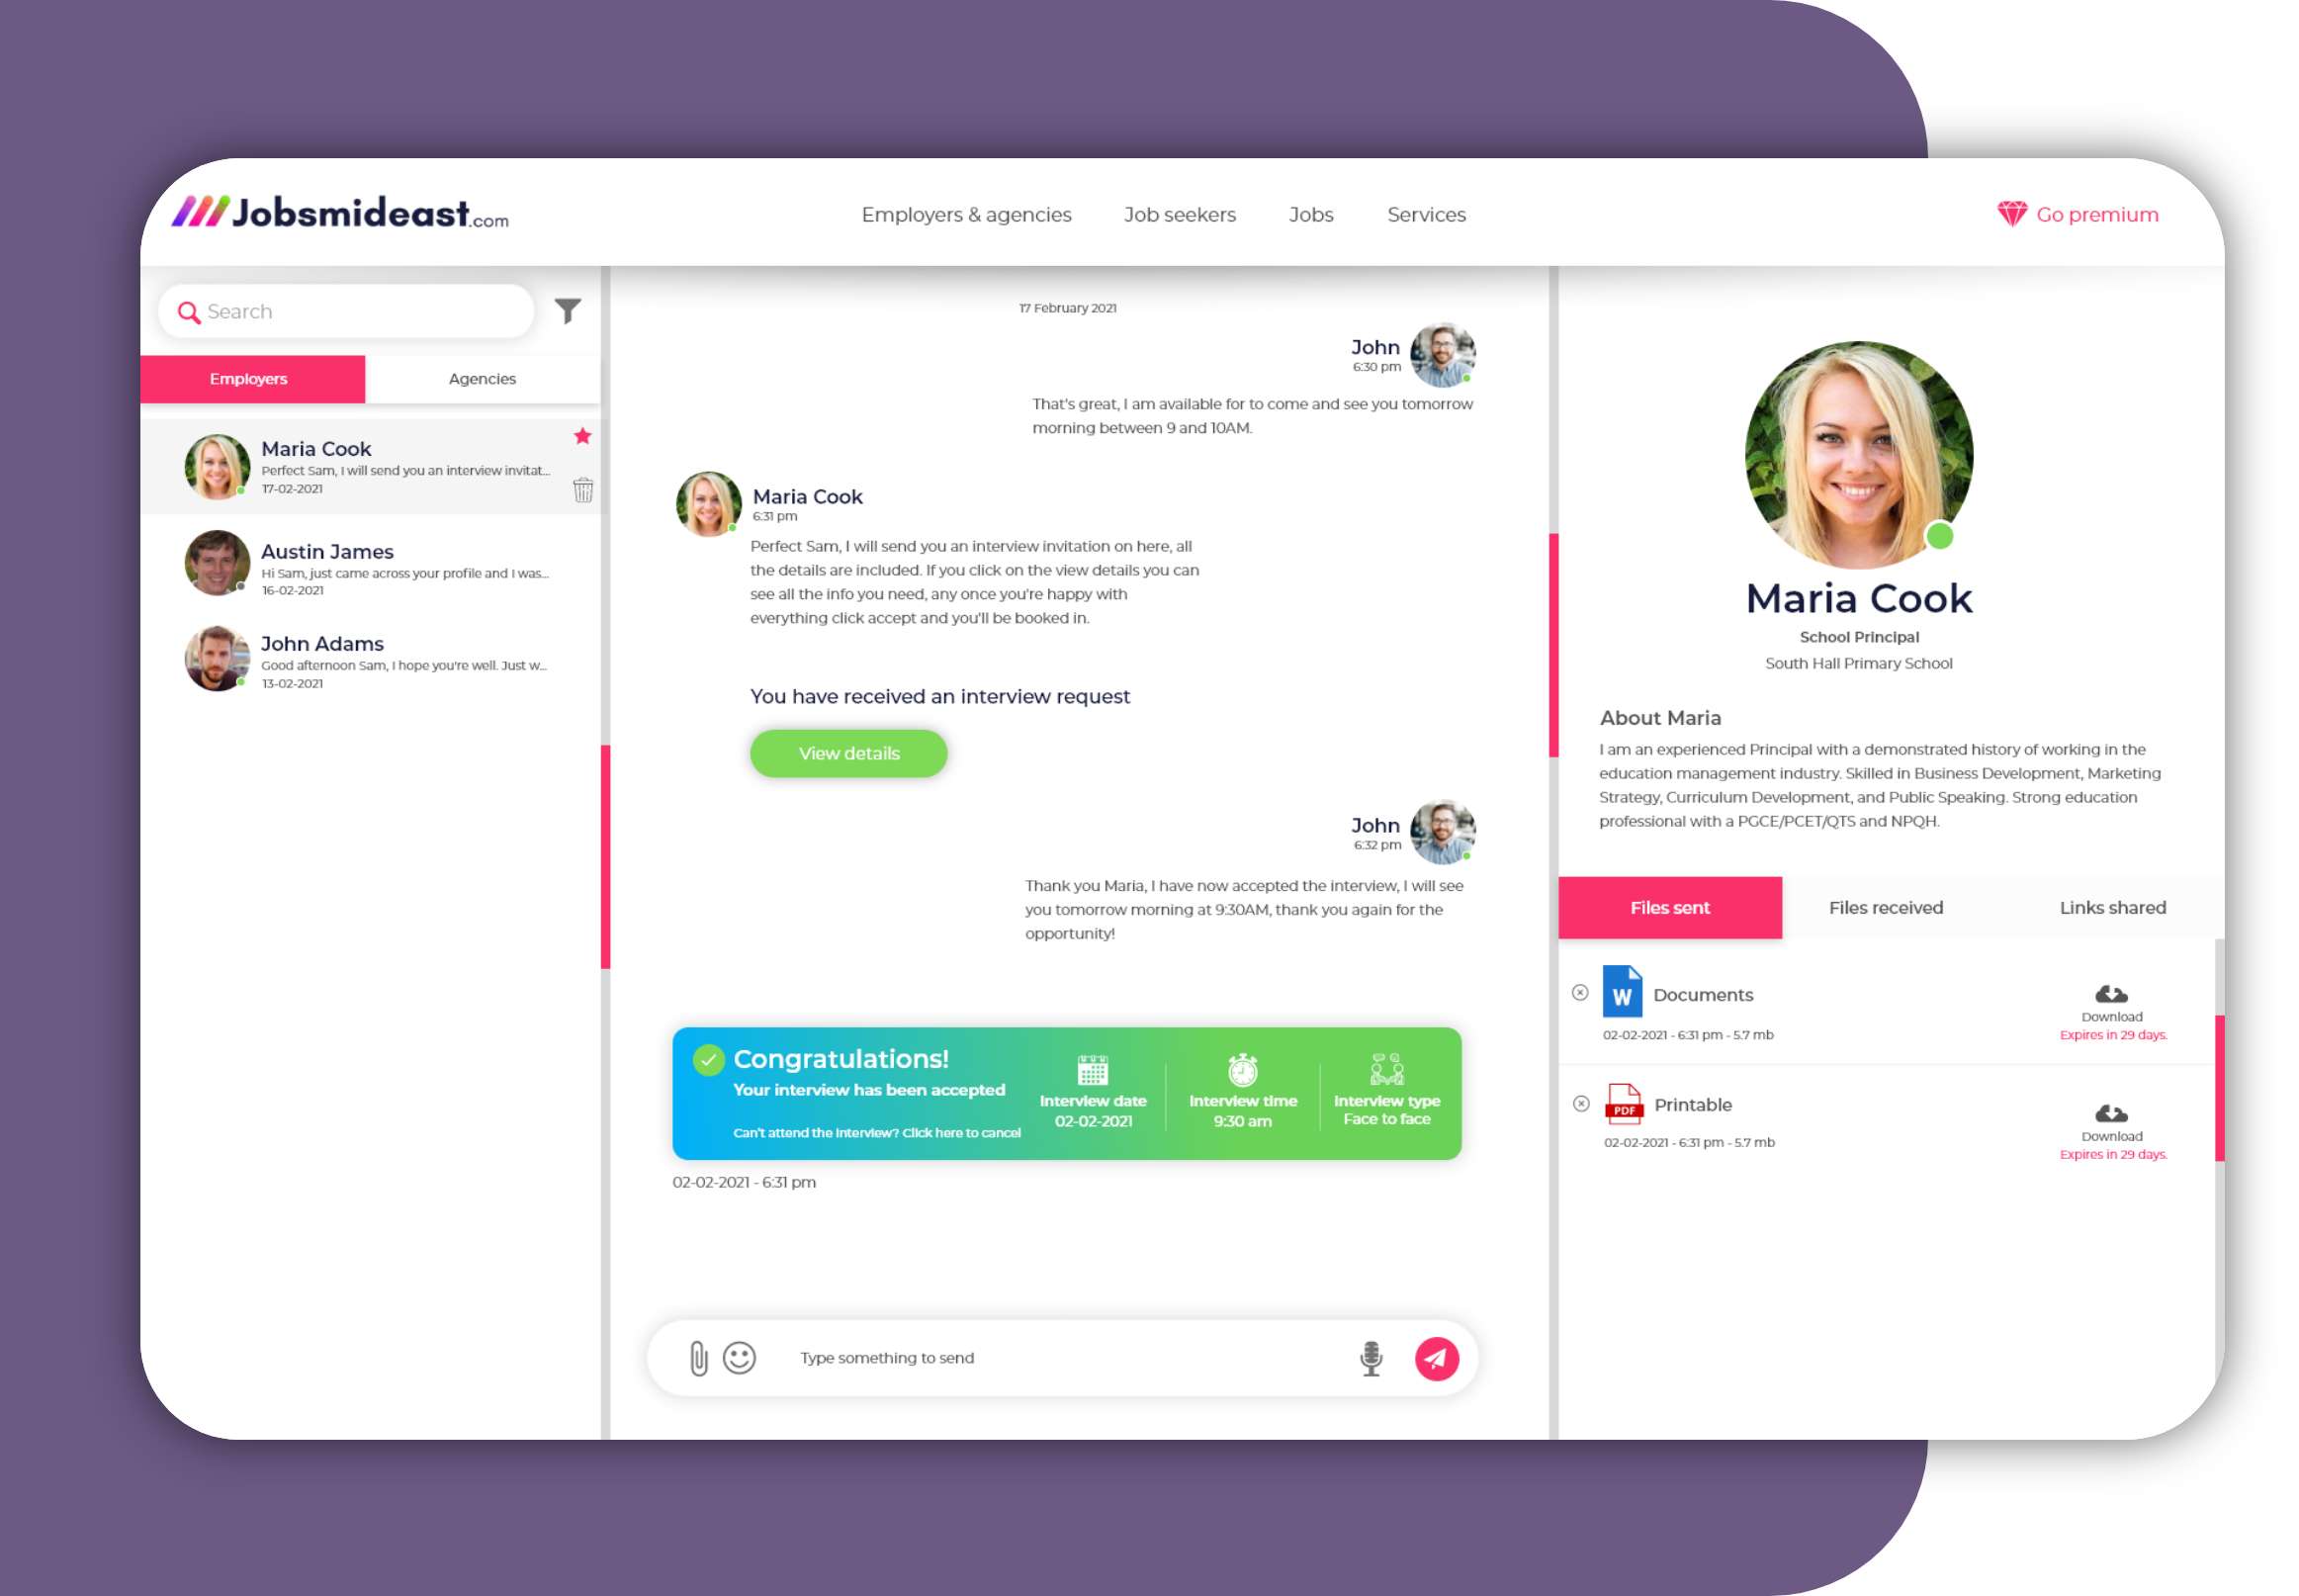 Jobsmideast.com
Employers & agencies
Job seekers
Jobs
Services
Go premium
Search
Employers
Agencies
Maria Cook
Perfect Sam, I will send you an interview invitat...
17-02-2021
Austin James
Hi Sam, just came across your profile and I was...
16-02-2021
John Adams
Good afternoon Sam, I hope you're well. Just w...
13-02-2021
17 February 2021
John
6:30 pm
That's great, I am available for to come and see you tomorrow
morning between 9 and 10AM.
Maria Cook
6:31 pm
Perfect Sam, I will send you an interview invitation on here, all
the details are included. If you click on the view details you can
see all the info you need, any once you're happy with
everything click accept and you'll be booked in.
You have received an interview request
View details
John
6:32 pm
Thank you Maria, I have now accepted the interview, I will see
you tomorrow morning at 9:30AM, thank you again for the
opportunity!
Congratulations!
Your interview has been accepted
Can't attend the interview? Click here to cancel
Interview date
02-02-2021
Interview time
9:30 am
Interview type
Face to face
02-02-2021 - 6:31 pm
Type something to send
Maria Cook
School Principal
South Hall Primary School
About Maria
I am an experienced Principal with a demonstrated history of working in the
education management industry. Skilled in Business Development, Marketing
Strategy, Curriculum Development, and Public Speaking. Strong education
professional with a PGCE/PCET/QTS and NPQH.
Files sent
Files received
Links shared
W
Documents
02-02-2021 - 6:31 pm - 5.7 mb
Download
Expires in 29 days.
PDF
Printable
02-02-2021 - 6:31 pm - 5.7 mb
Download
Expires in 29 days.